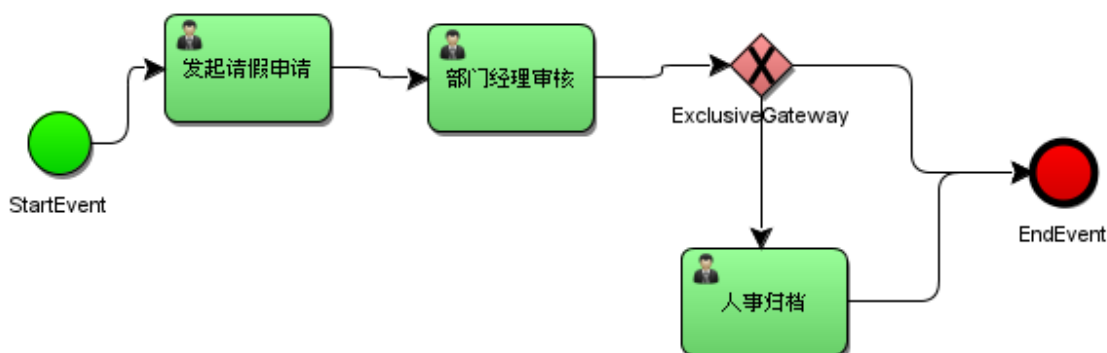 发起请假申请
部门经理审核
ExclusiveGateway
StartEvent
EndEvent
人事归档